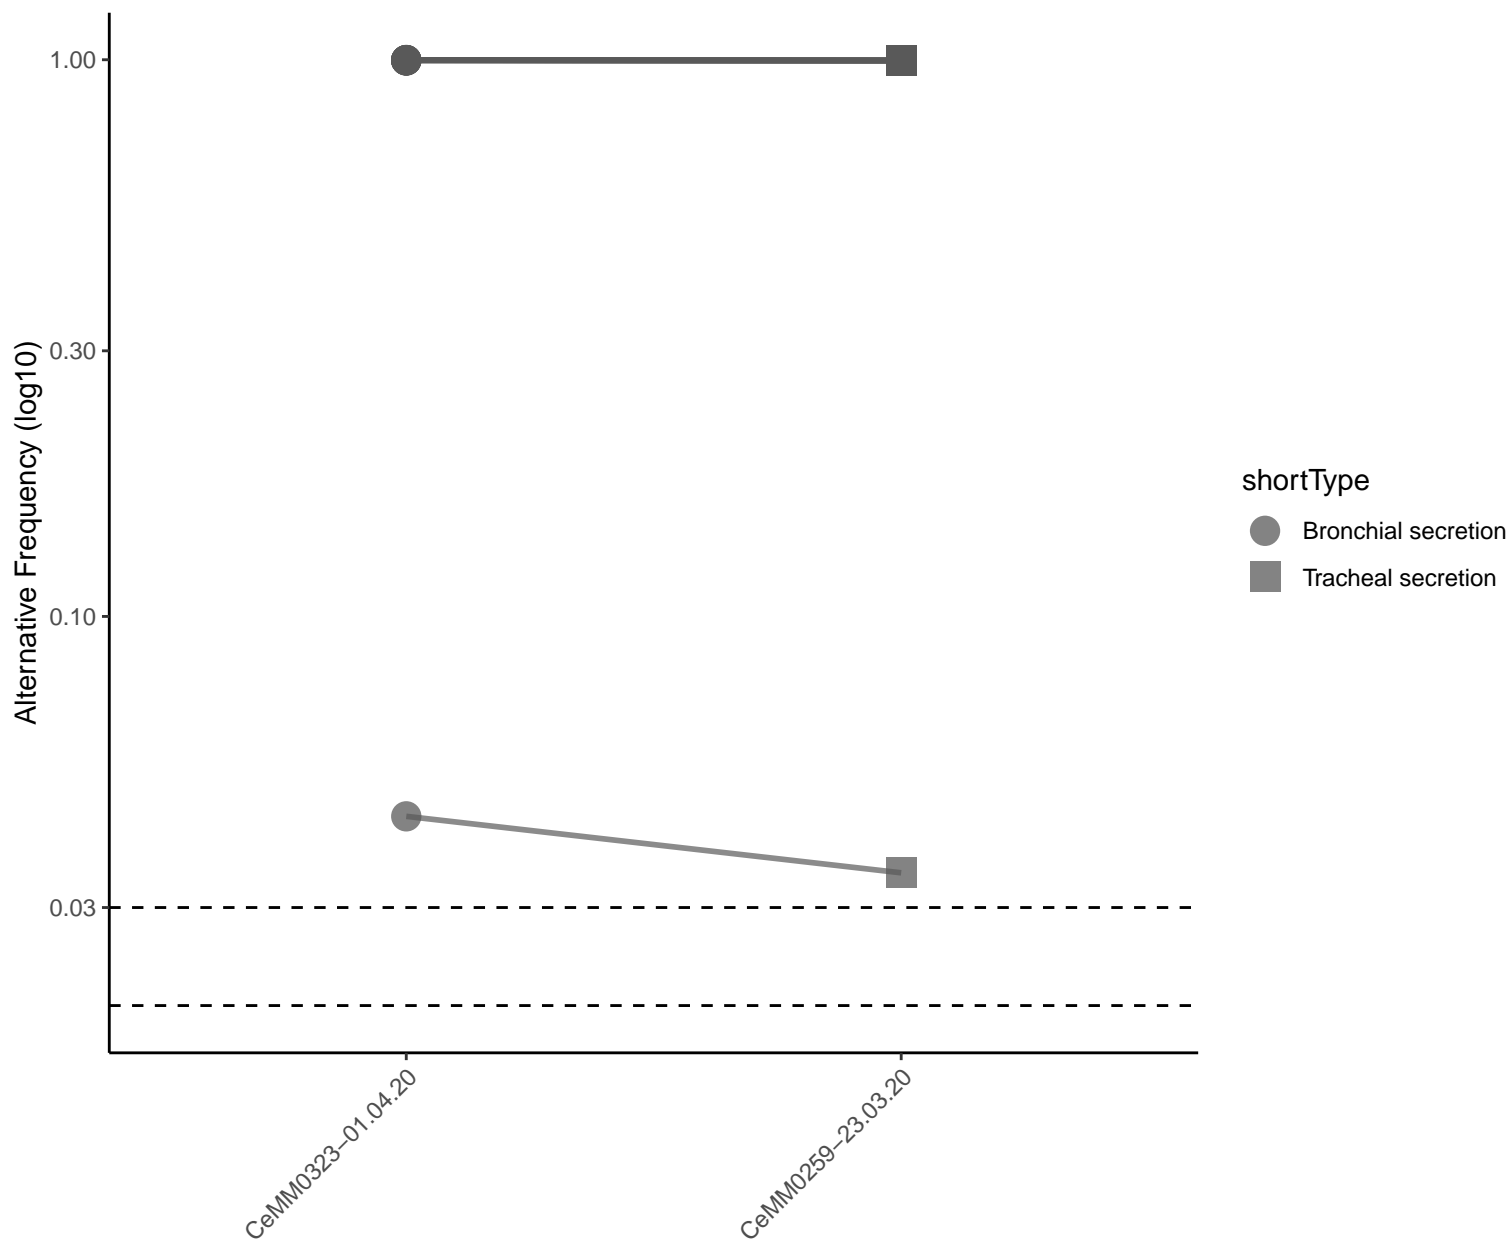 Alternative Frequency (log10)
1.00
0.30
0.10
0.03
CeMM0323−01.04.20
CeMM0259−23.03.20
shortType
Bronchial secretion
Tracheal secretion